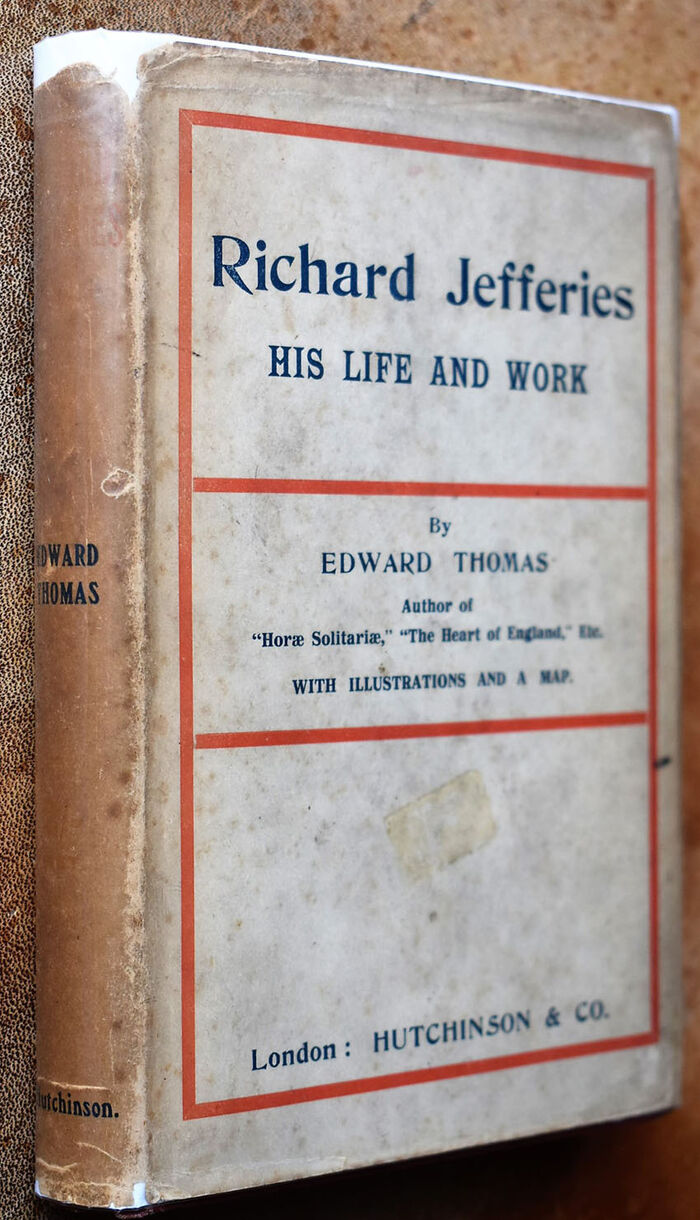 Richard Jefferies
HIS LIFE AND WORK
By
EDWARD THOMAS
Author of
"Horæ Solitariæ," "The Heart of England," Etc.
WITH ILLUSTRATIONS AND A MAP.
London: HUTCHINSON & CO.
EDWARD
THOMAS
Hutchinson.